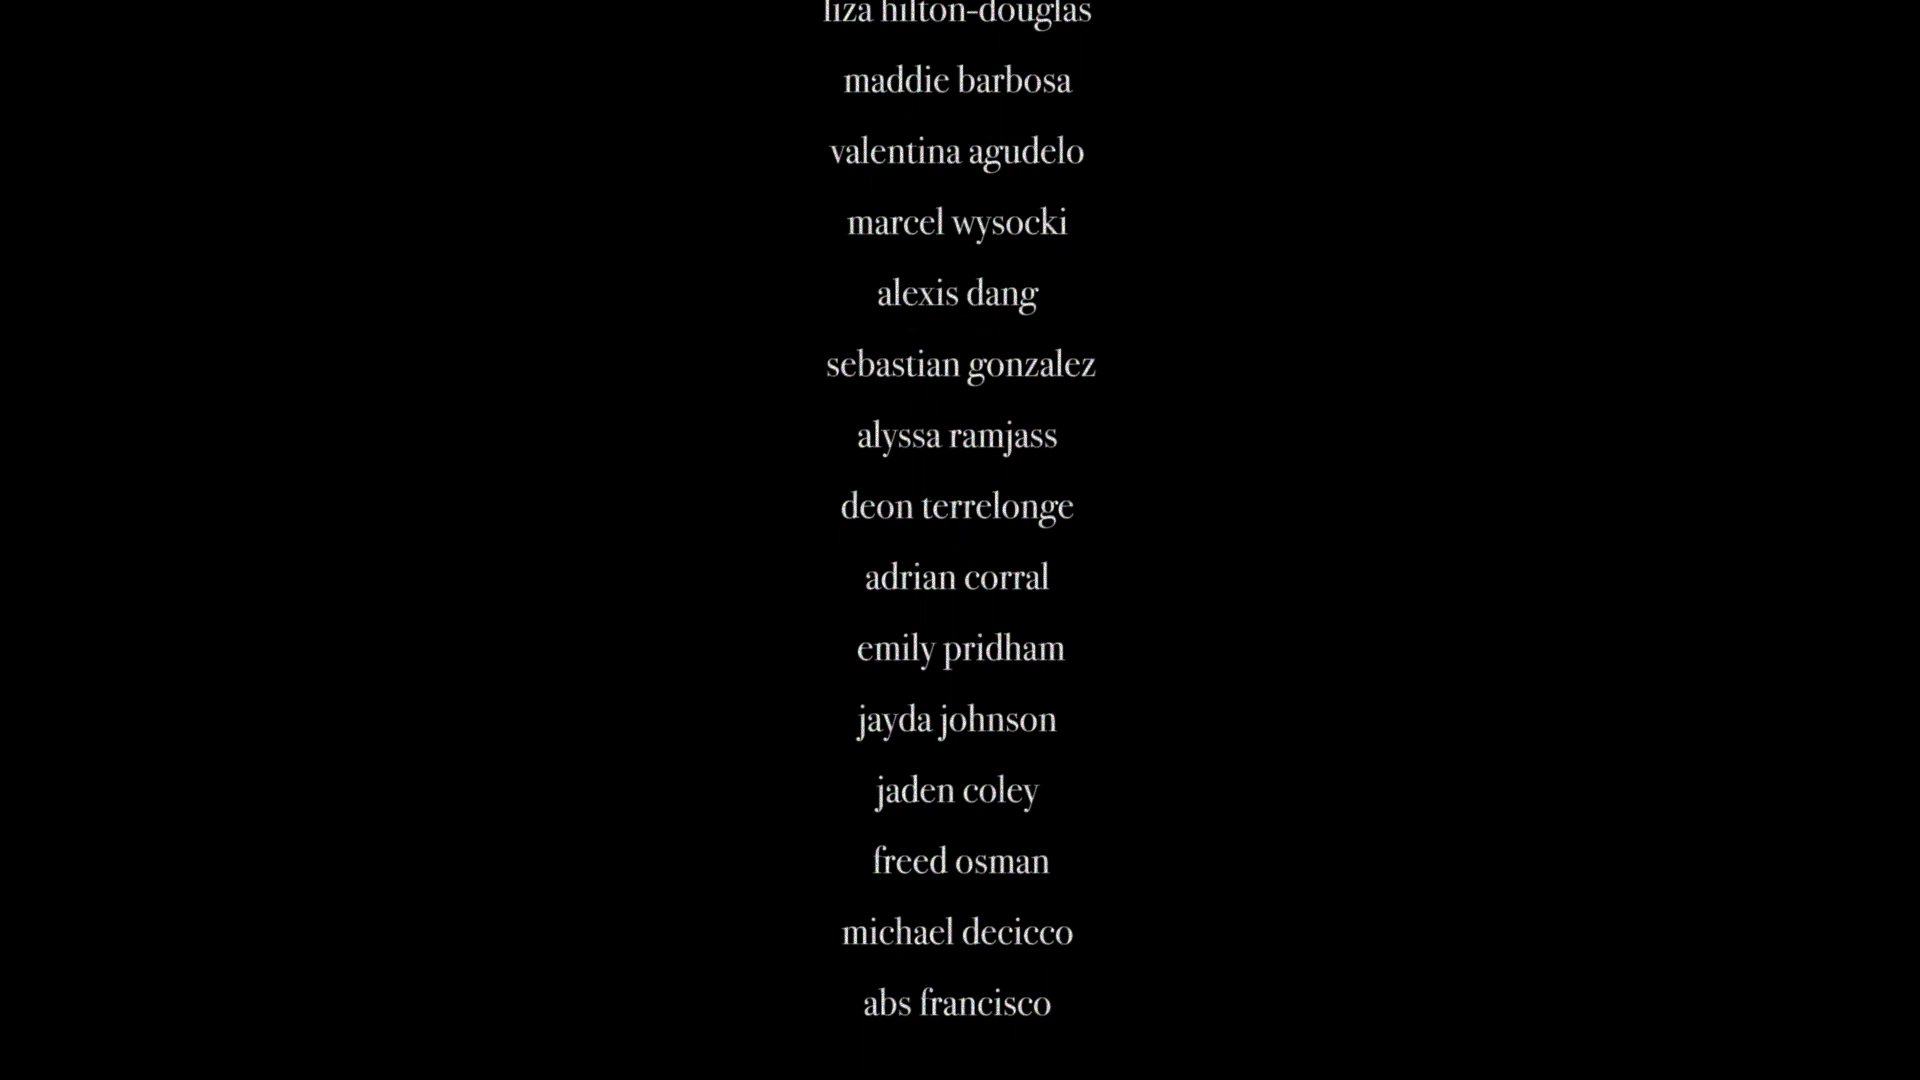 liza hilton-douglas
maddie barbosa
valentina agudelo
marcel wysocki
alexis dang
sebastian gonzalez
alyssa ramjass
deon terrelonge
adrian corral
emily pridham
jayda johnson
jaden coley
freed osman
michael decicco
abs francisco